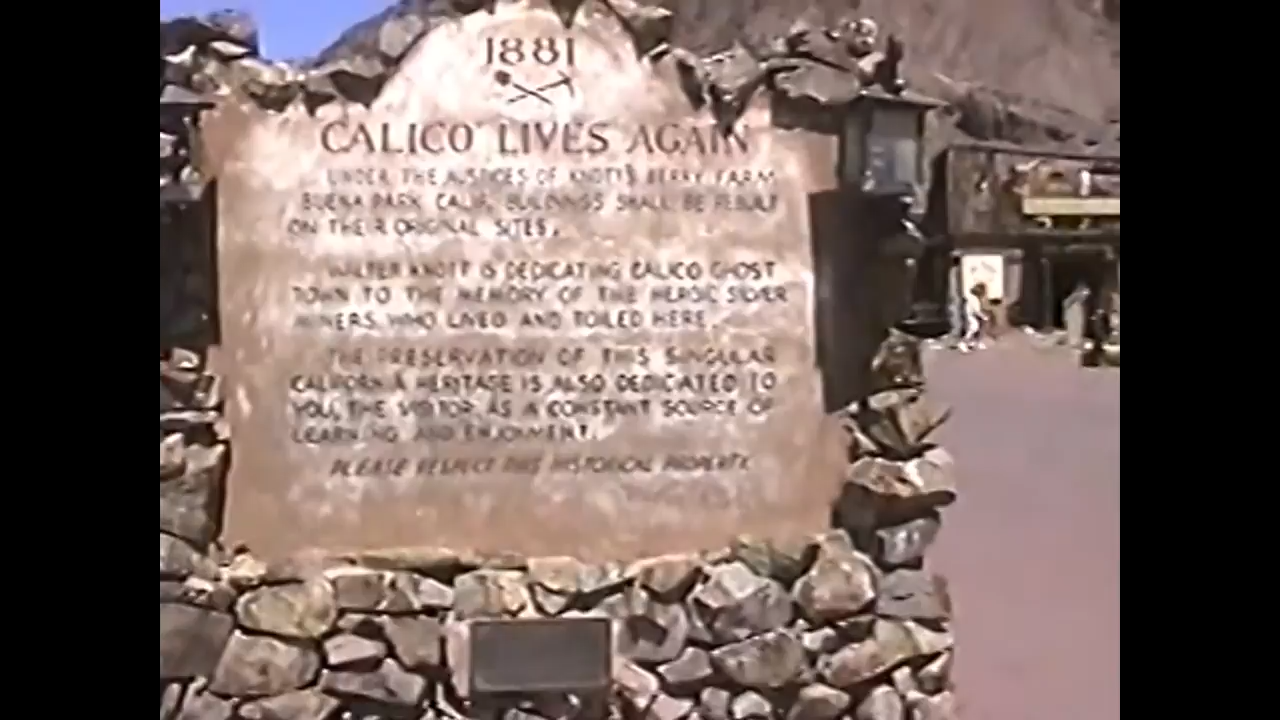 1881
CALICO LIVES AGAIN
UNDER THE AUSPICES OF KNOTT'S BERRY FARM
BUENA PARK, CALIF. BUILDINGS SHALL BE REBUILT
ON THEIR ORIGINAL SITES.
WALTER KNOTT IS DEDICATING CALICO GHOST
TOWN TO THE MEMORY OF THE HEROIC SILVER
MINERS WHO LIVED AND TOILED HERE.
THE PRESERVATION OF THIS SINGULAR
CALIFORNIA HERITAGE IS ALSO DEDICATED TO
YOU, THE VISITOR, AS A CONSTANT SOURCE OF
LEARNING AND ENJOYMENT.
PLEASE RESPECT THIS HISTORICAL PROPERTY